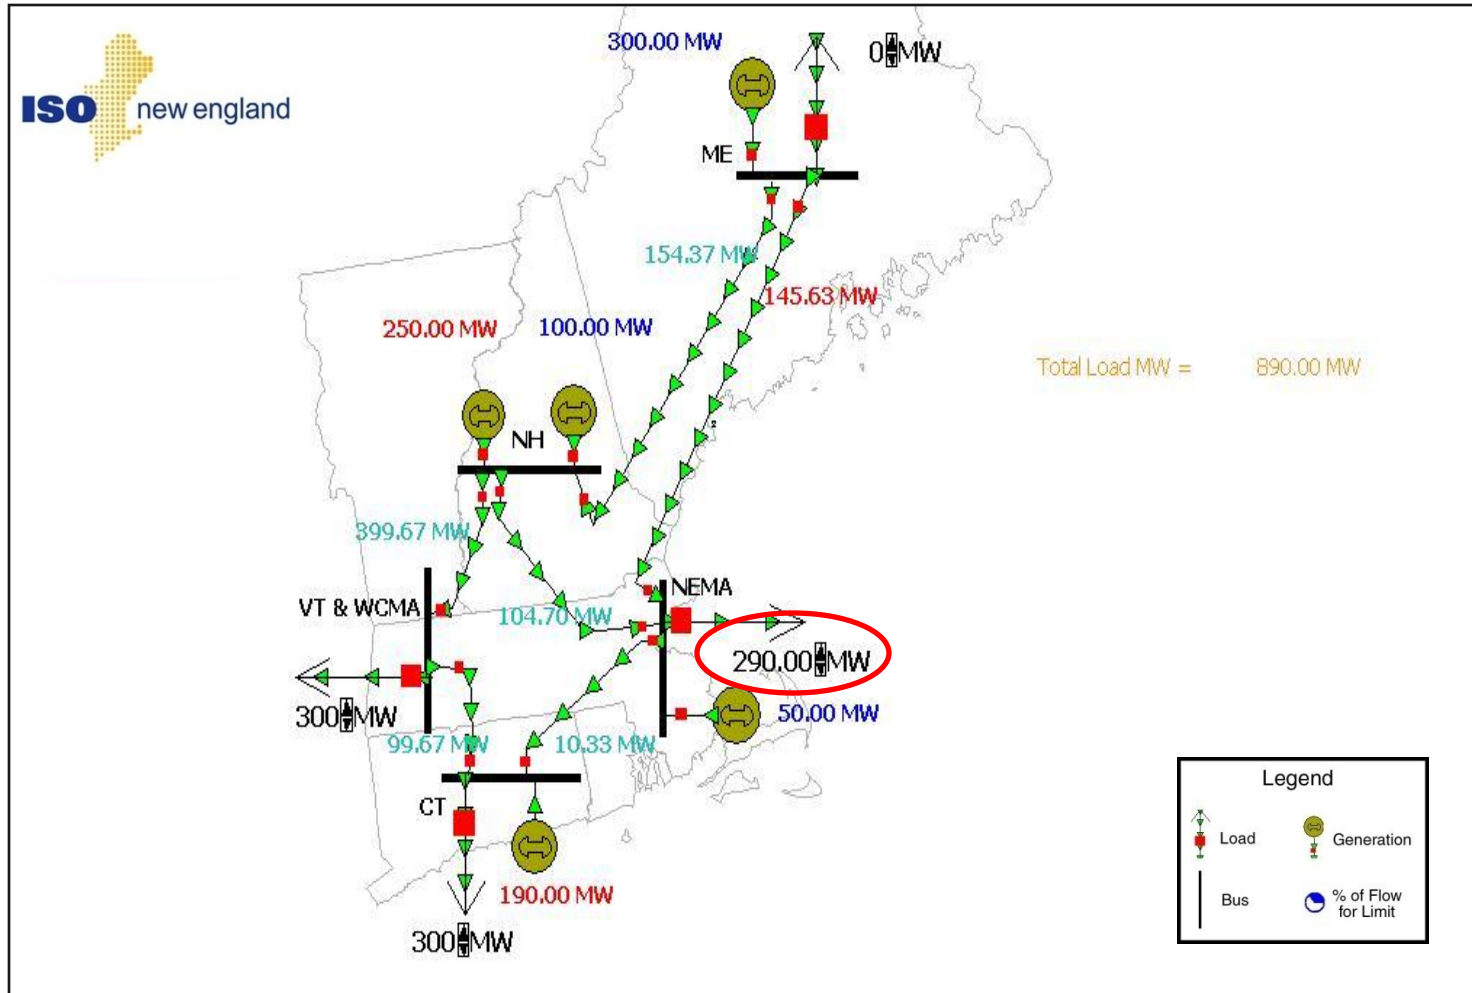 300.00 MW
0 MW
ISO new england
ME
154.37 MW
145.63 MW
250.00 MW
100.00 MW
Total Load MW = 890.00 MW
2
NH
399.67 MW
NEMA
VT & WCMA
104.70 MW
290.00 MW
300 MW
50.00 MW
99.67 MW
10.33 MW
CT
190.00 MW
300 MW
Legend
Load
Generation
Bus
% of Flow
for Limit